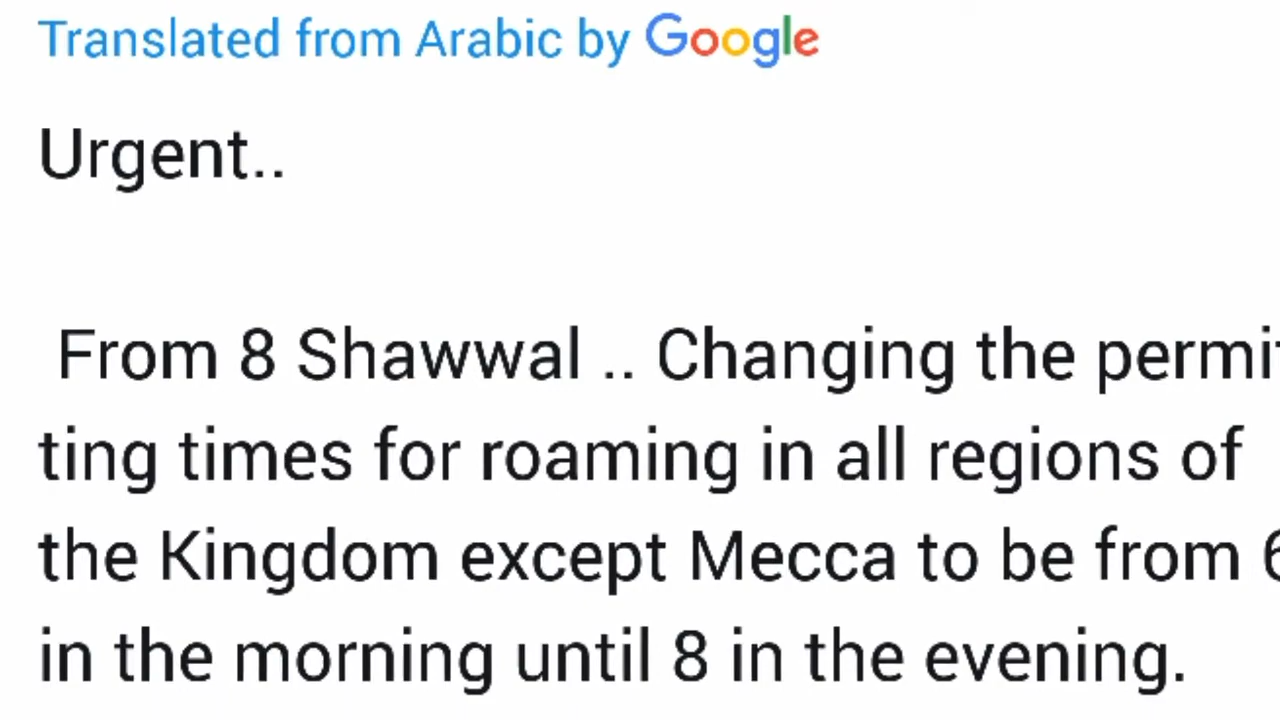 Translated from Arabic by Google
Urgent..
From 8 Shawwal .. Changing the permit
ting times for roaming in all regions of
the Kingdom except Mecca to be from 6
in the morning until 8 in the evening.